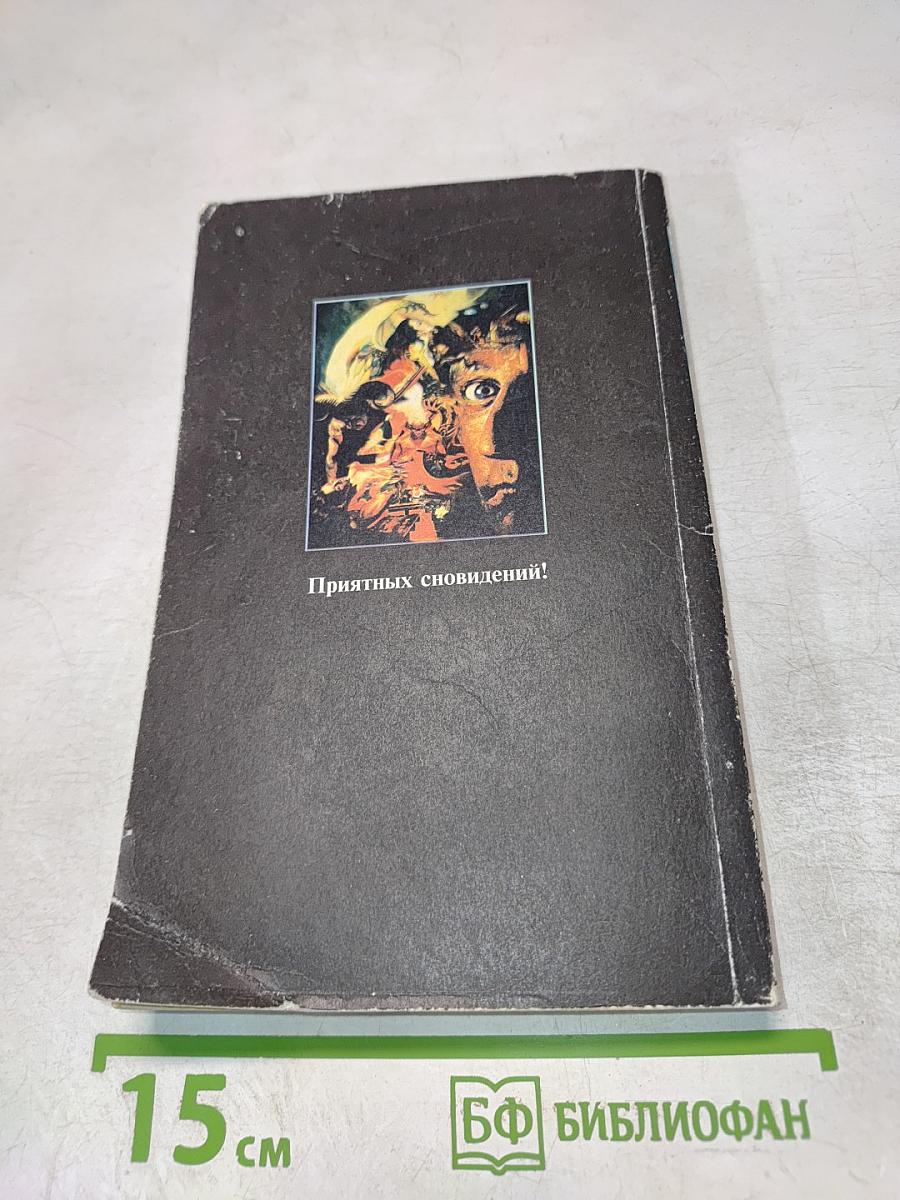 Приятных сновидений!
15 см
БФ БИБЛИОФАН